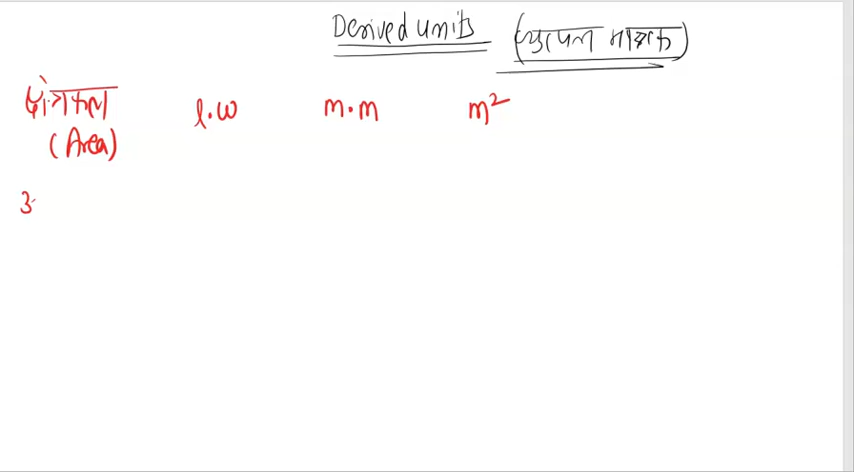 Derived units (व्युत्पन्न मात्रक)
क्षेत्रफल l.w m.m m²
(Area)